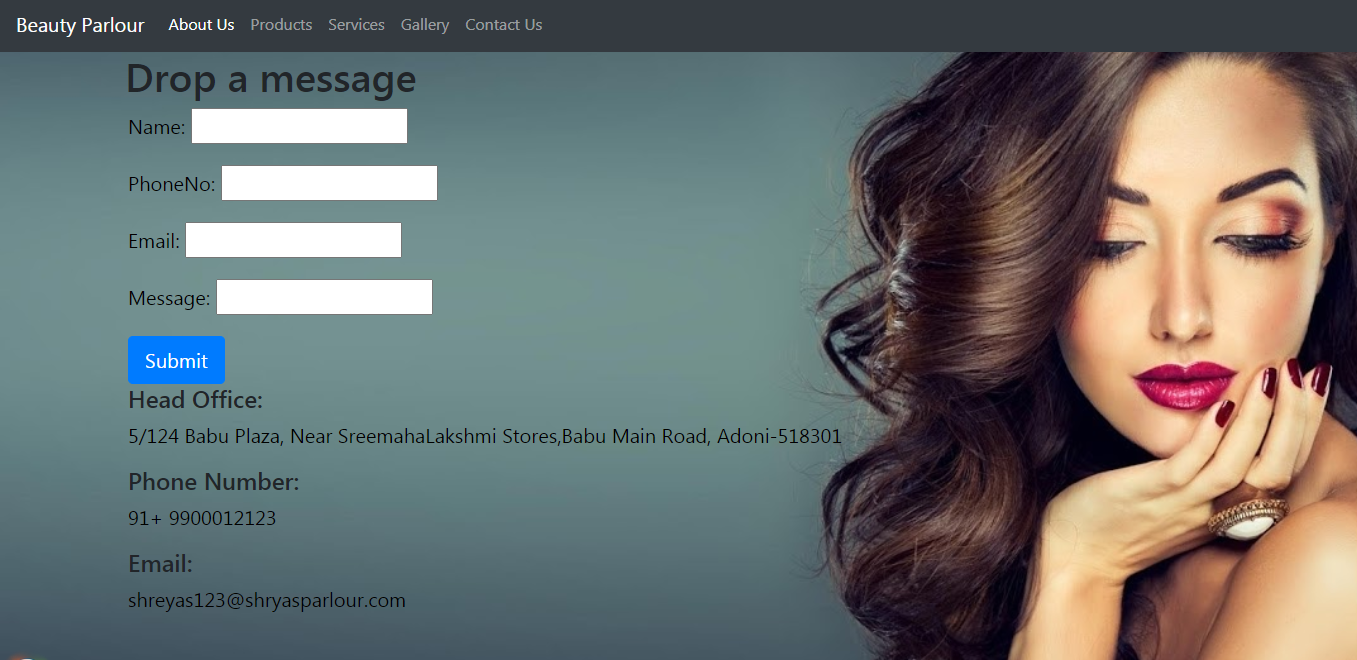 Beauty Parlour About Us Products Services Gallery Contact Us
Drop a message
Name:
PhoneNo:
Email:
Message:
Submit
Head Office:
5/124 Babu Plaza, Near SreemahaLakshmi Stores,Babu Main Road, Adoni-518301
Phone Number:
91+ 9900012123
Email:
shreyas123@shryasparlour.com